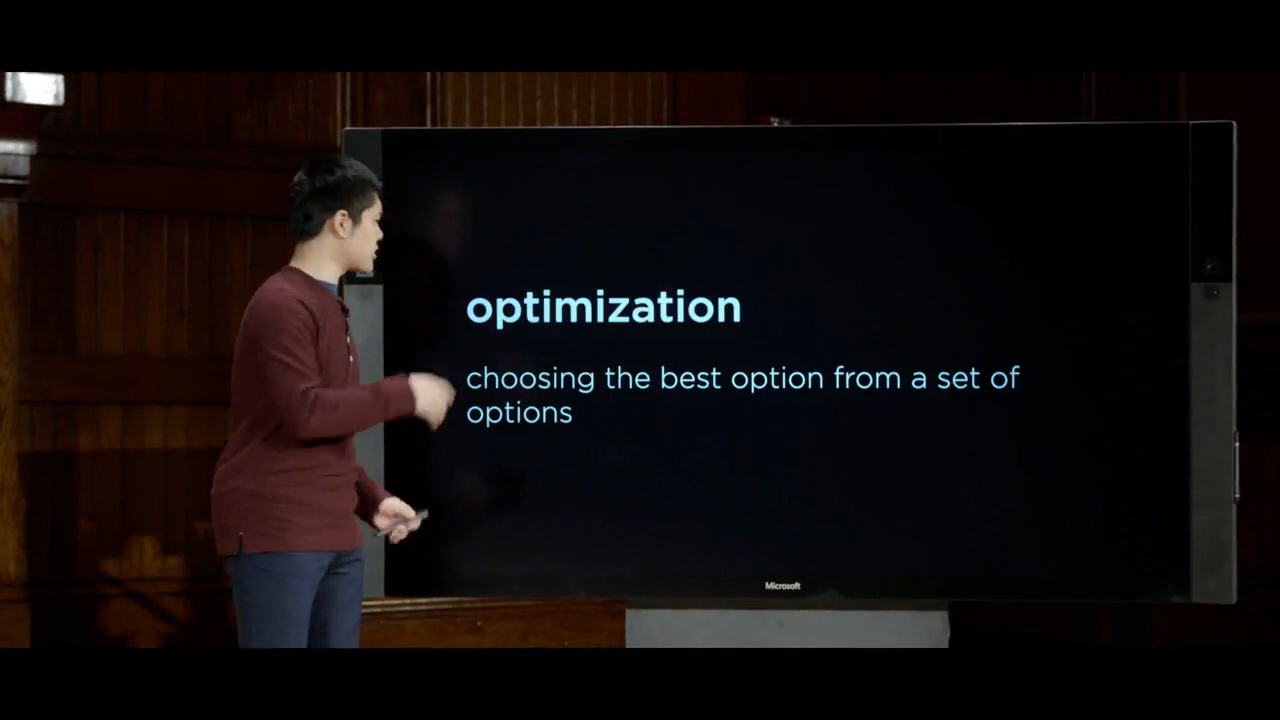 optimization
choosing the best option from a set of
options
Microsoft